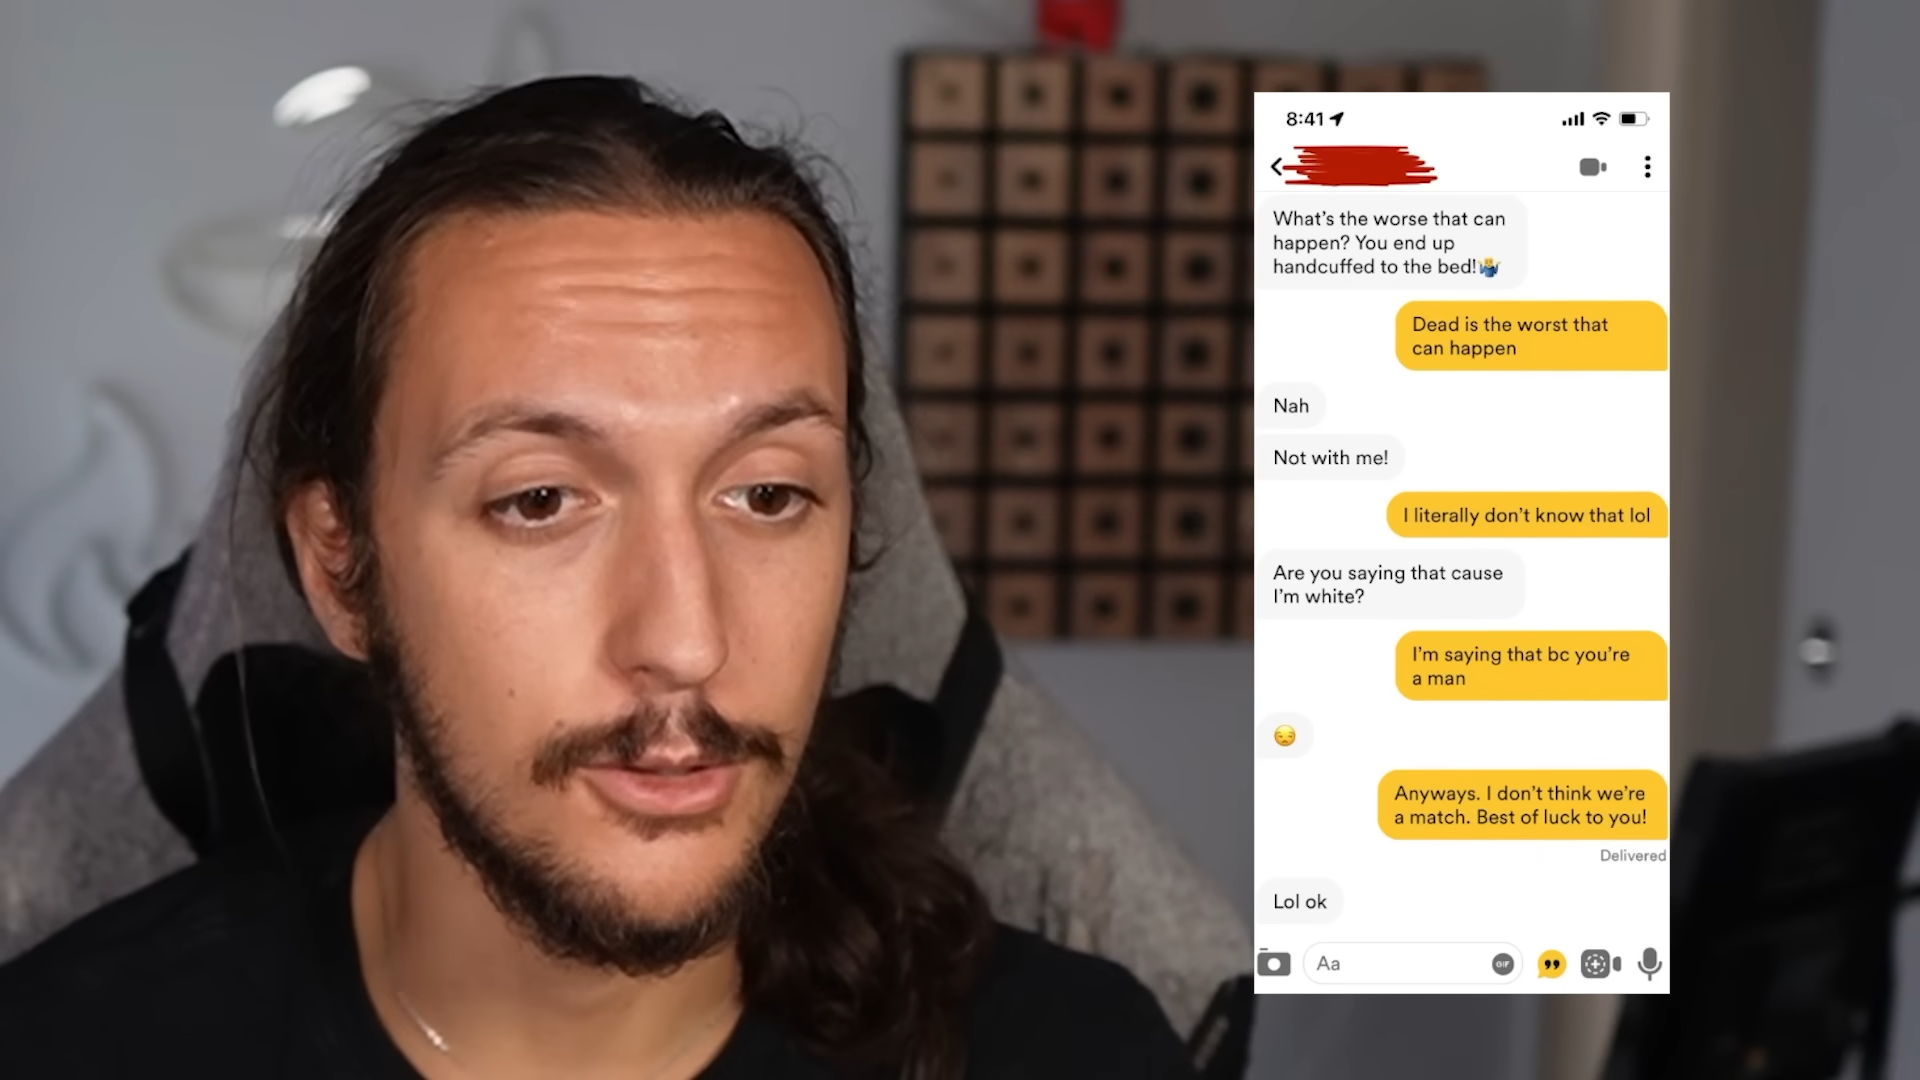 8:41
What's the worse that can
happen? You end up
handcuffed to the bed!🤷‍♂️
Dead is the worst that
can happen
Nah
Not with me!
I literally don't know that lol
Are you saying that cause
I'm white?
I'm saying that bc you're
a man
😒
Anyways. I don't think we're
a match. Best of luck to you!
Delivered
Lol ok
Aa
GIF